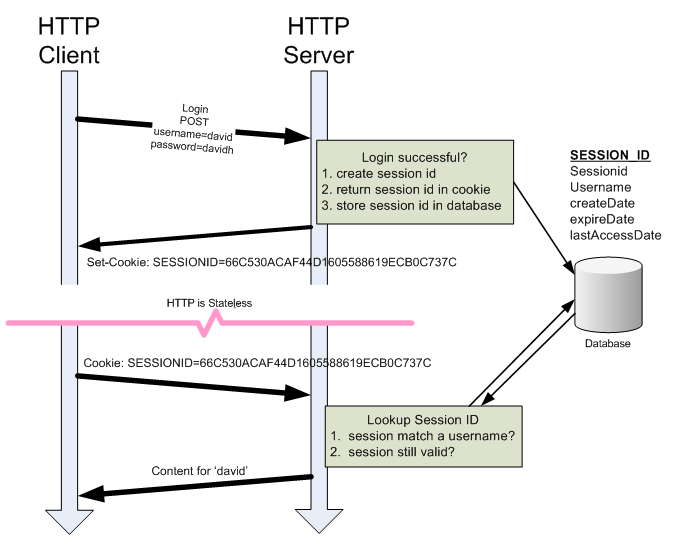 HTTP
Client
HTTP
Server
Login
POST
username=david
password=davidh
Login successful?
1. create session id
2. return session id in cookie
3. store session id in database
SESSION_ID
Sessionid
Username
createDate
expireDate
lastAccessDate
Set-Cookie: SESSIONID=66C530ACAF44D1605588619ECB0C737C
HTTP is Stateless
Database
Cookie: SESSIONID=66C530ACAF44D1605588619ECB0C737C
Lookup Session ID
1. session match a username?
2. session still valid?
Content for 'david'